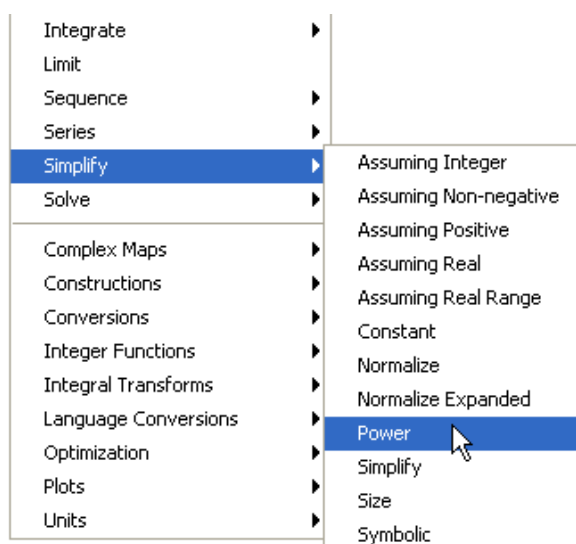 Integrate
Limit
Sequence
Series
Simplify
Solve
Complex Maps
Constructions
Conversions
Integer Functions
Integral Transforms
Language Conversions
Optimization
Plots
Units
Assuming Integer
Assuming Non-negative
Assuming Positive
Assuming Real
Assuming Real Range
Constant
Normalize
Normalize Expanded
Power
Simplify
Size
Symbolic